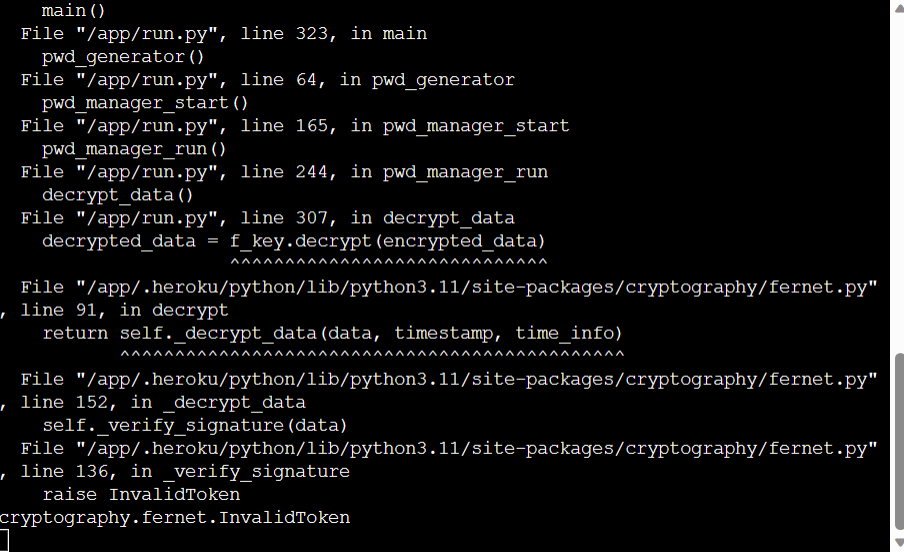 main()
File "/app/run.py", line 323, in main
pwd_generator()
File "/app/run.py", line 64, in pwd_generator
pwd_manager_start()
File "/app/run.py", line 165, in pwd_manager_start
pwd_manager_run()
File "/app/run.py", line 244, in pwd_manager_run
decrypt_data()
File "/app/run.py", line 307, in decrypt_data
decrypted_data = f_key.decrypt(encrypted_data)
^^^^^^^^^^^^^^^^^^^^^^^^^^^^^
File "/app/.heroku/python/lib/python3.11/site-packages/cryptography/fernet.py"
, line 91, in decrypt
return self._decrypt_data(data, timestamp, time_info)
^^^^^^^^^^^^^^^^^^^^^^^^^^^^^^^^^^^^^^^^^^^^^^
File "/app/.heroku/python/lib/python3.11/site-packages/cryptography/fernet.py"
, line 152, in _decrypt_data
self._verify_signature(data)
File "/app/.heroku/python/lib/python3.11/site-packages/cryptography/fernet.py"
, line 136, in _verify_signature
raise InvalidToken
cryptography.fernet.InvalidToken